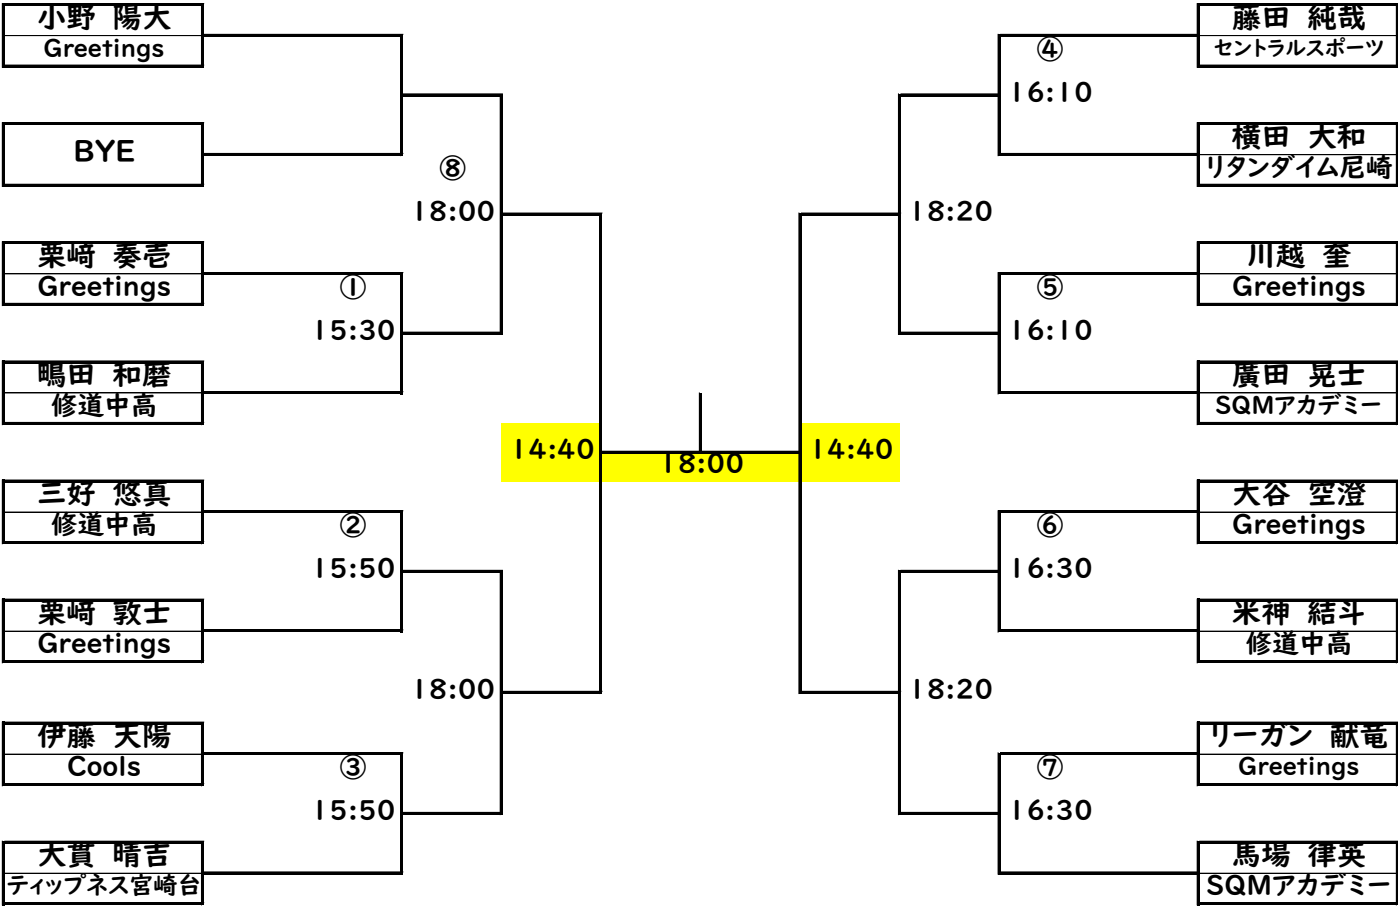 小野 陽大
Greetings
BYE
⑧
18:00
栗﨑 奏壱
Greetings
①
15:30
鴫田 和磨
修道中高
14:40
三好 悠真
修道中高
②
15:50
栗﨑 敦士
Greetings
18:00
伊藤 天陽
Cools
③
15:50
大貫 晴吉
ティップネス宮崎台
18:00
藤田 純哉
セントラルスポーツ
④
16:10
横田 大和
リタンダイム尼崎
18:20
川越 奎
Greetings
⑤
16:10
廣田 晃士
SQMアカデミー
14:40
大谷 空澄
Greetings
⑥
16:30
米神 結斗
修道中高
18:20
リーガン 献竜
Greetings
⑦
16:30
馬場 律英
SQMアカデミー